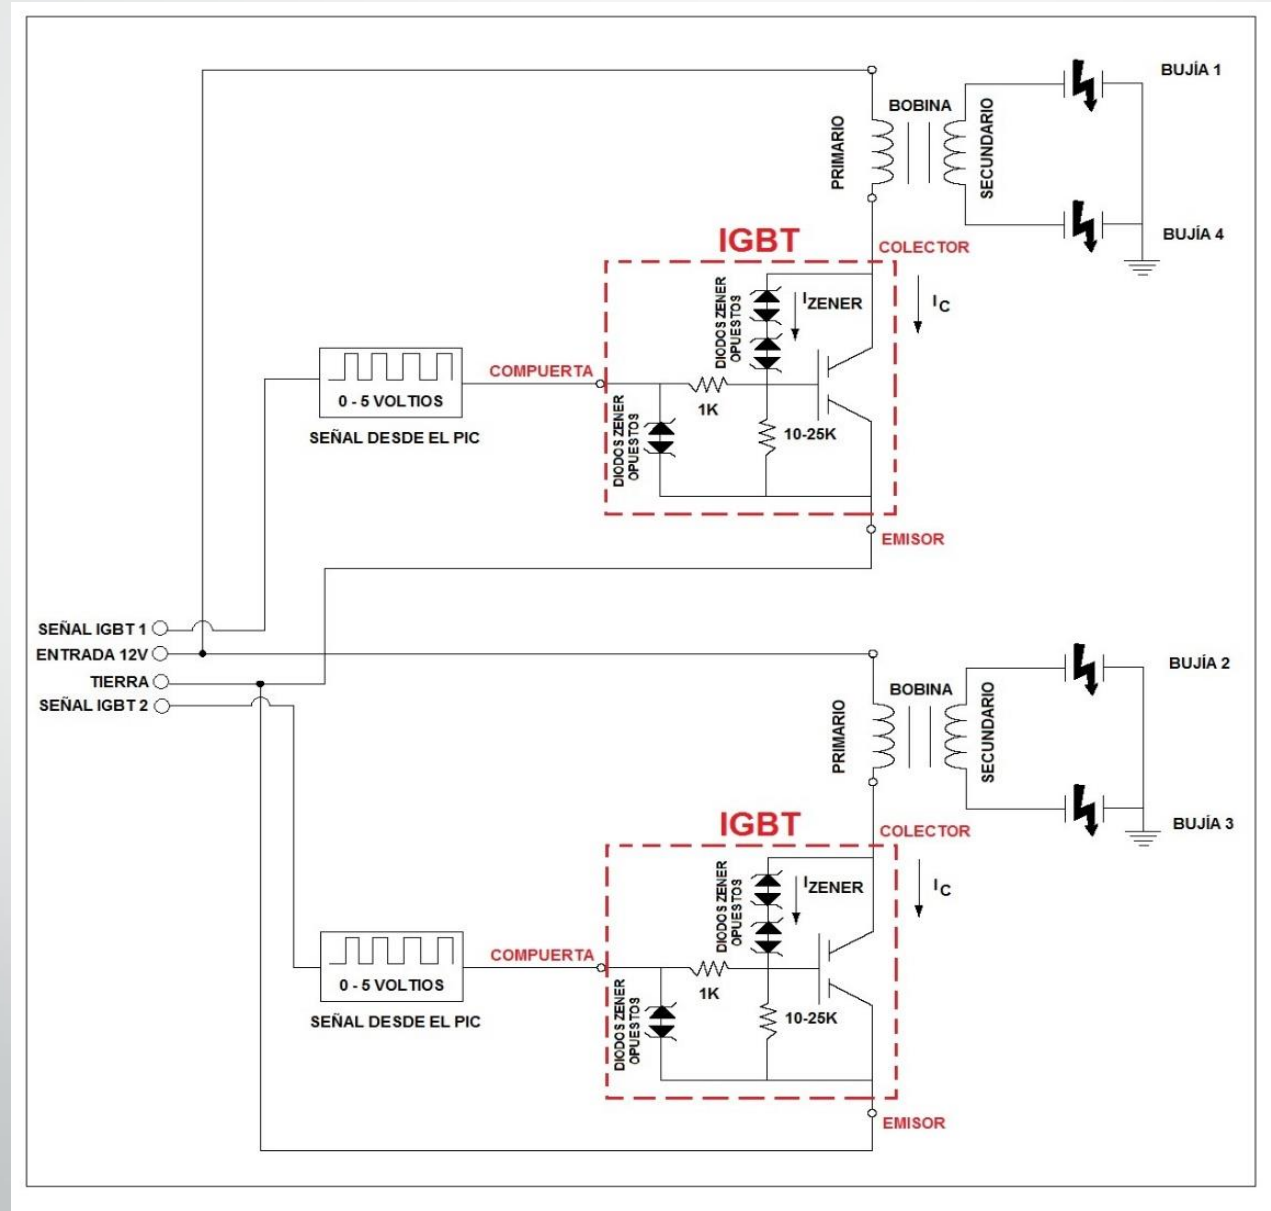 BUJÍA 1
BOBINA
PRIMARIO
SECUNDARIO
BUJÍA 4
IGBT
COLECTOR
DIODOS ZENER
OPUESTOS
IZENER
IC
COMPUERTA
0 - 5 VOLTIOS
SEÑAL DESDE EL PIC
1K
DIODOS ZENER
OPUESTOS
10-25K
EMISOR
SEÑAL IGBT 1
ENTRADA 12V
TIERRA
SEÑAL IGBT 2
BUJÍA 2
BOBINA
PRIMARIO
SECUNDARIO
BUJÍA 3
IGBT
COLECTOR
DIODOS ZENER
OPUESTOS
IZENER
IC
COMPUERTA
0 - 5 VOLTIOS
SEÑAL DESDE EL PIC
1K
DIODOS ZENER
OPUESTOS
10-25K
EMISOR